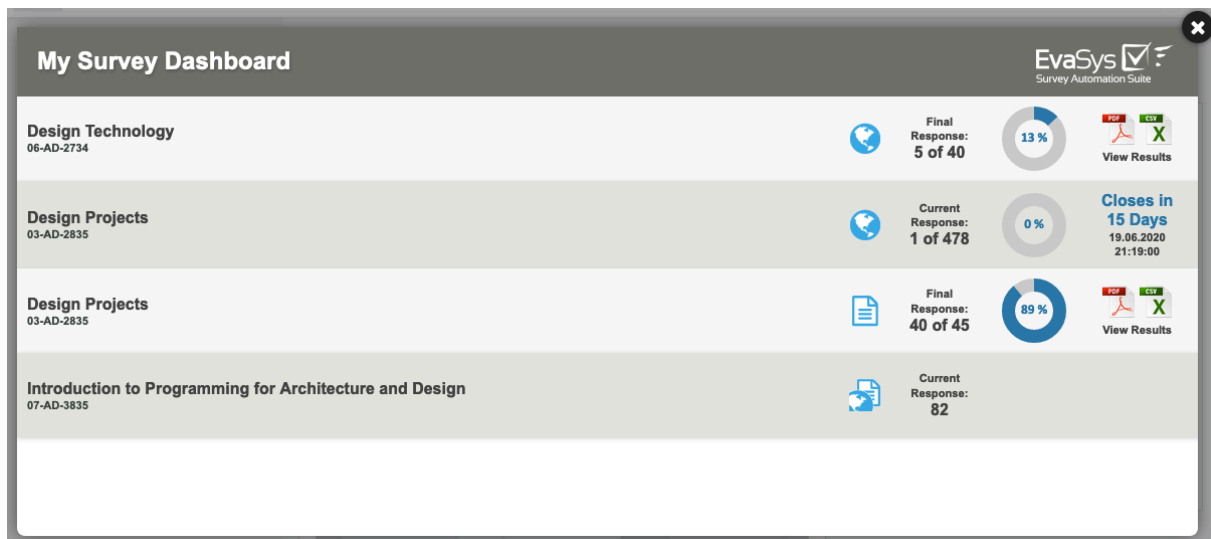 My Survey Dashboard
EvaSys
Survey Automation Suite
Design Technology
06-AD-2734
Final
Response:
5 of 40
13 %
PDF
CSV
X
View Results
Design Projects
03-AD-2835
Current
Response:
1 of 478
0 %
Closes in
15 Days
19.06.2020
21:19:00
Design Projects
03-AD-2835
Final
Response:
40 of 45
89 %
PDF
CSV
X
View Results
Introduction to Programming for Architecture and Design
07-AD-3835
Current
Response:
82